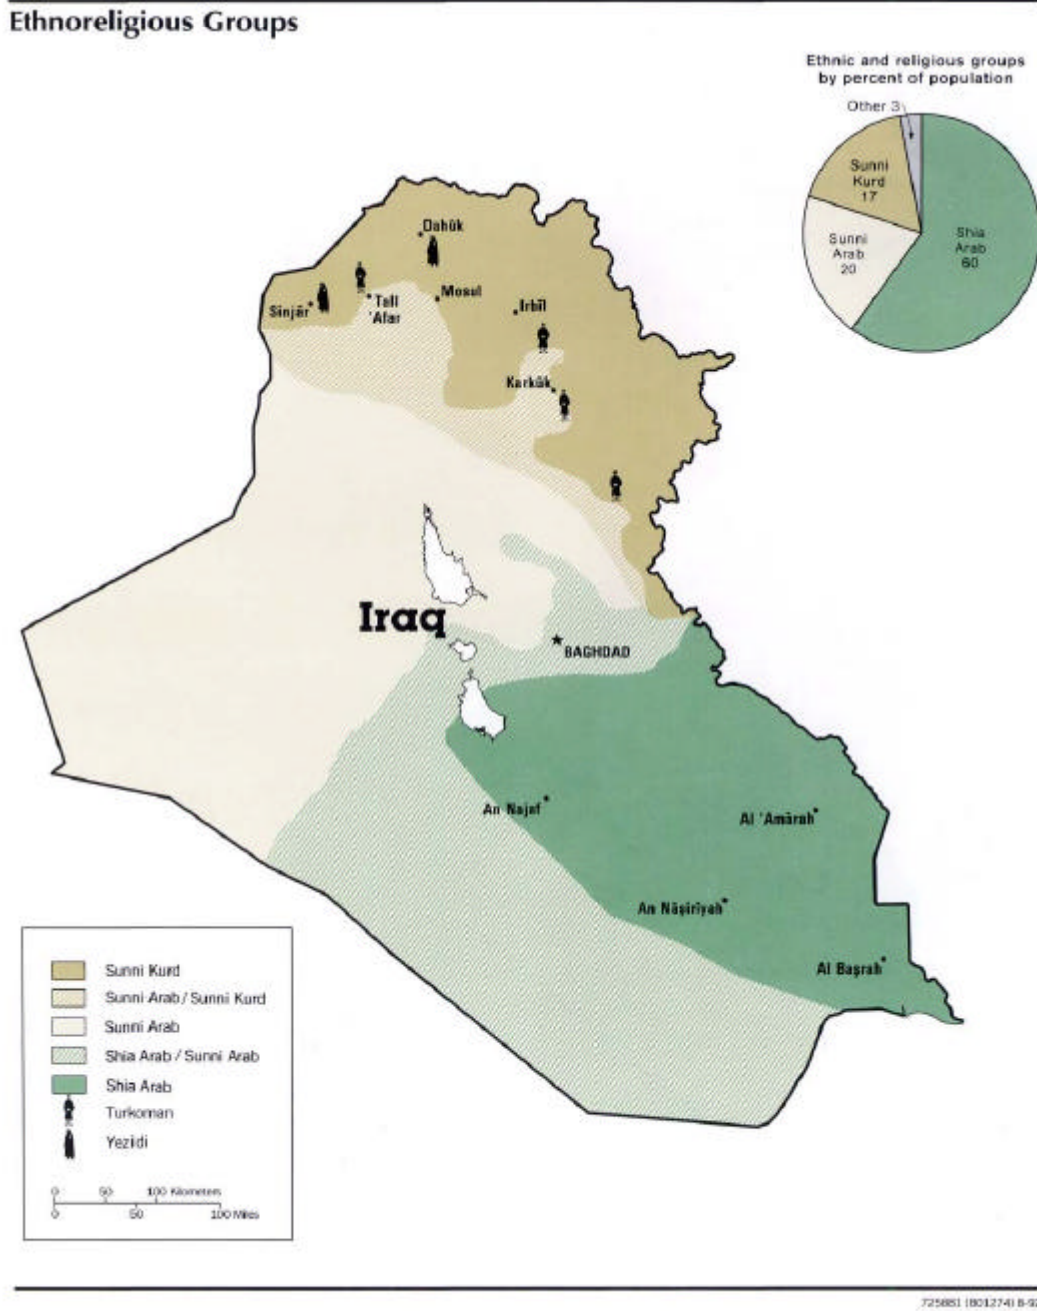 Ethnoreligious Groups
Ethnic and religious groups
by percent of population
Other 3
Sunni
Kurd
17
Sunni
Arab
20
Shia
Arab
60
Dahūk
Mosul
Sinjār
Tall
'Afar
Irbīl
Karkūk
Iraq
BAGHDAD
An Najaf
Al 'Amārah
An Nāṣirīyah
Al Baṣrah
Sunni Kurd
Sunni Arab / Sunni Kurd
Sunni Arab
Shia Arab / Sunni Arab
Shia Arab
Turkoman
Yezidi
0 50 100 Kilometers
0 50 100 Miles